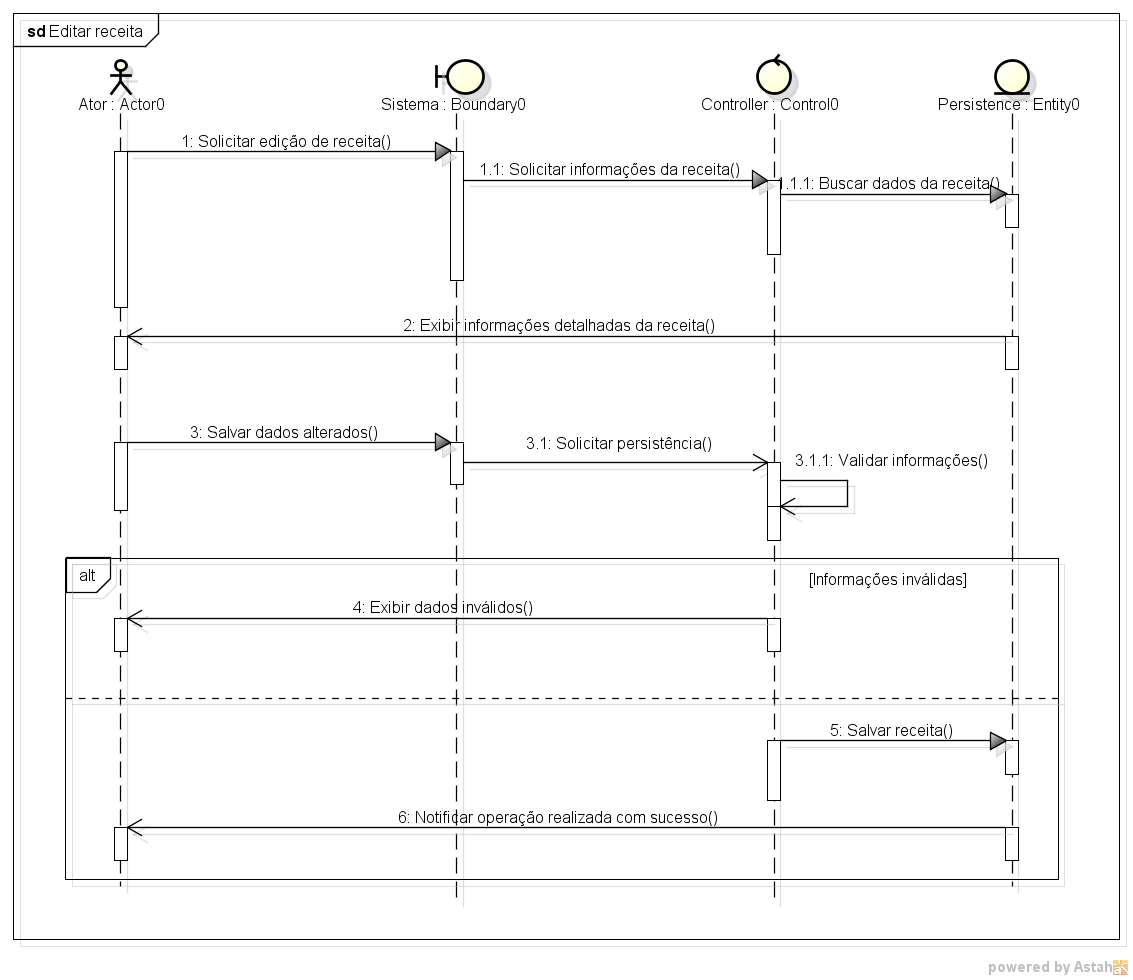 sd Editar receita
Ator : Actor0
Sistema : Boundary0
Controller : Control0
Persistence : Entity0
1: Solicitar edição de receita()
1.1: Solicitar informações da receita()
1.1.1: Buscar dados da receita()
2: Exibir informações detalhadas da receita()
3: Salvar dados alterados()
3.1: Solicitar persistência()
3.1.1: Validar informações()
alt
[Informações inválidas]
4: Exibir dados inválidos()
5: Salvar receita()
6: Notificar operação realizada com sucesso()
powered by Astah